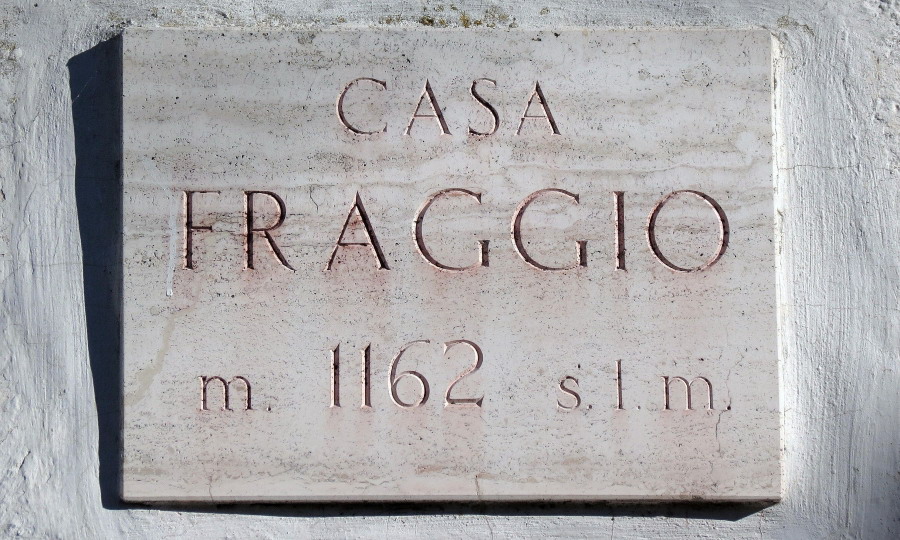 CASA
FRAGGIO
m. 1162 s.l.m.